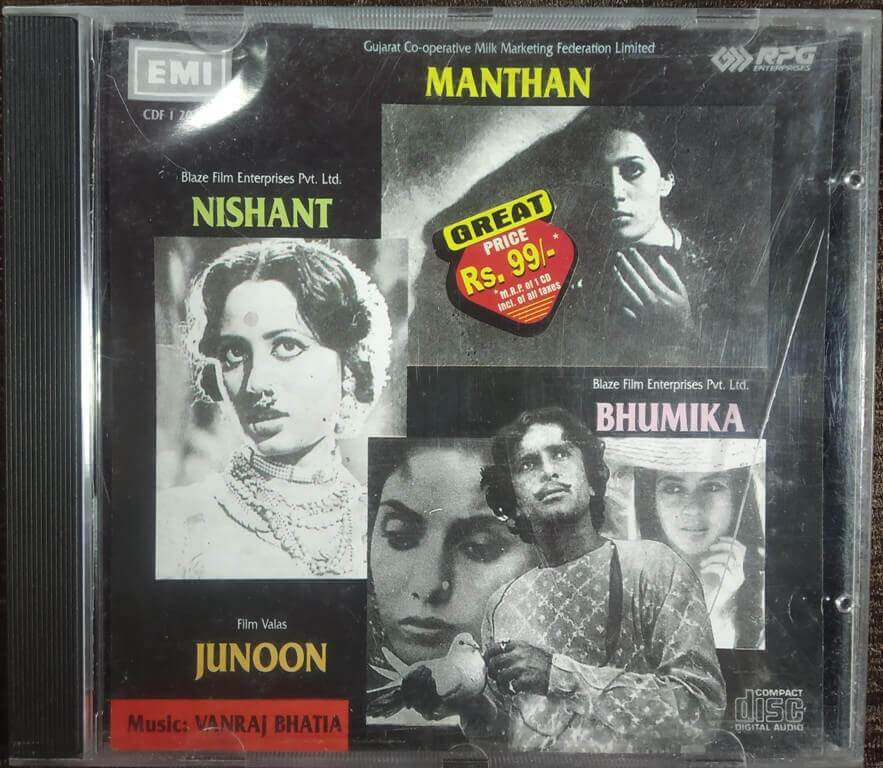 Gujarat Co-operative Milk Marketing Federation Limited
MANTHAN
EMI
CDF 1
RPG
ENTERPRISES
Blaze Film Enterprises Pvt. Ltd.
NISHANT
GREAT
PRICE
Rs. 99/-*
*M.R.P. of 1 CD
incl. of all taxes
Blaze Film Enterprises Pvt. Ltd.
BHUMIKA
Film Valas
JUNOON
Music: VANRAJ BHATIA
COMPACT
disc
DIGITAL AUDIO